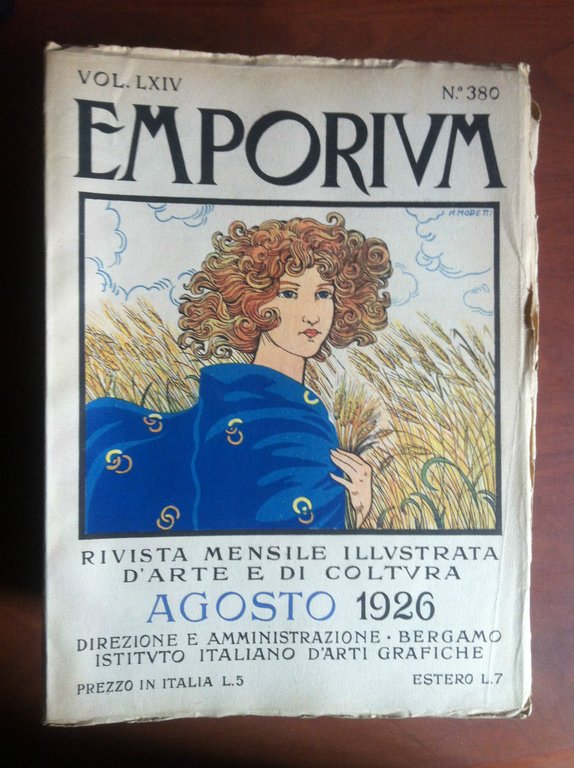 VOL. LXIV
N.º 380
EMPORIVM
M. MORETTI
RIVISTA MENSILE ILLVSTRATA
D'ARTE E DI COLTVRA
AGOSTO 1926
DIREZIONE E AMMINISTRAZIONE · BERGAMO
ISTITVTO ITALIANO D'ARTI GRAFICHE
PREZZO IN ITALIA L.5
ESTERO L.7